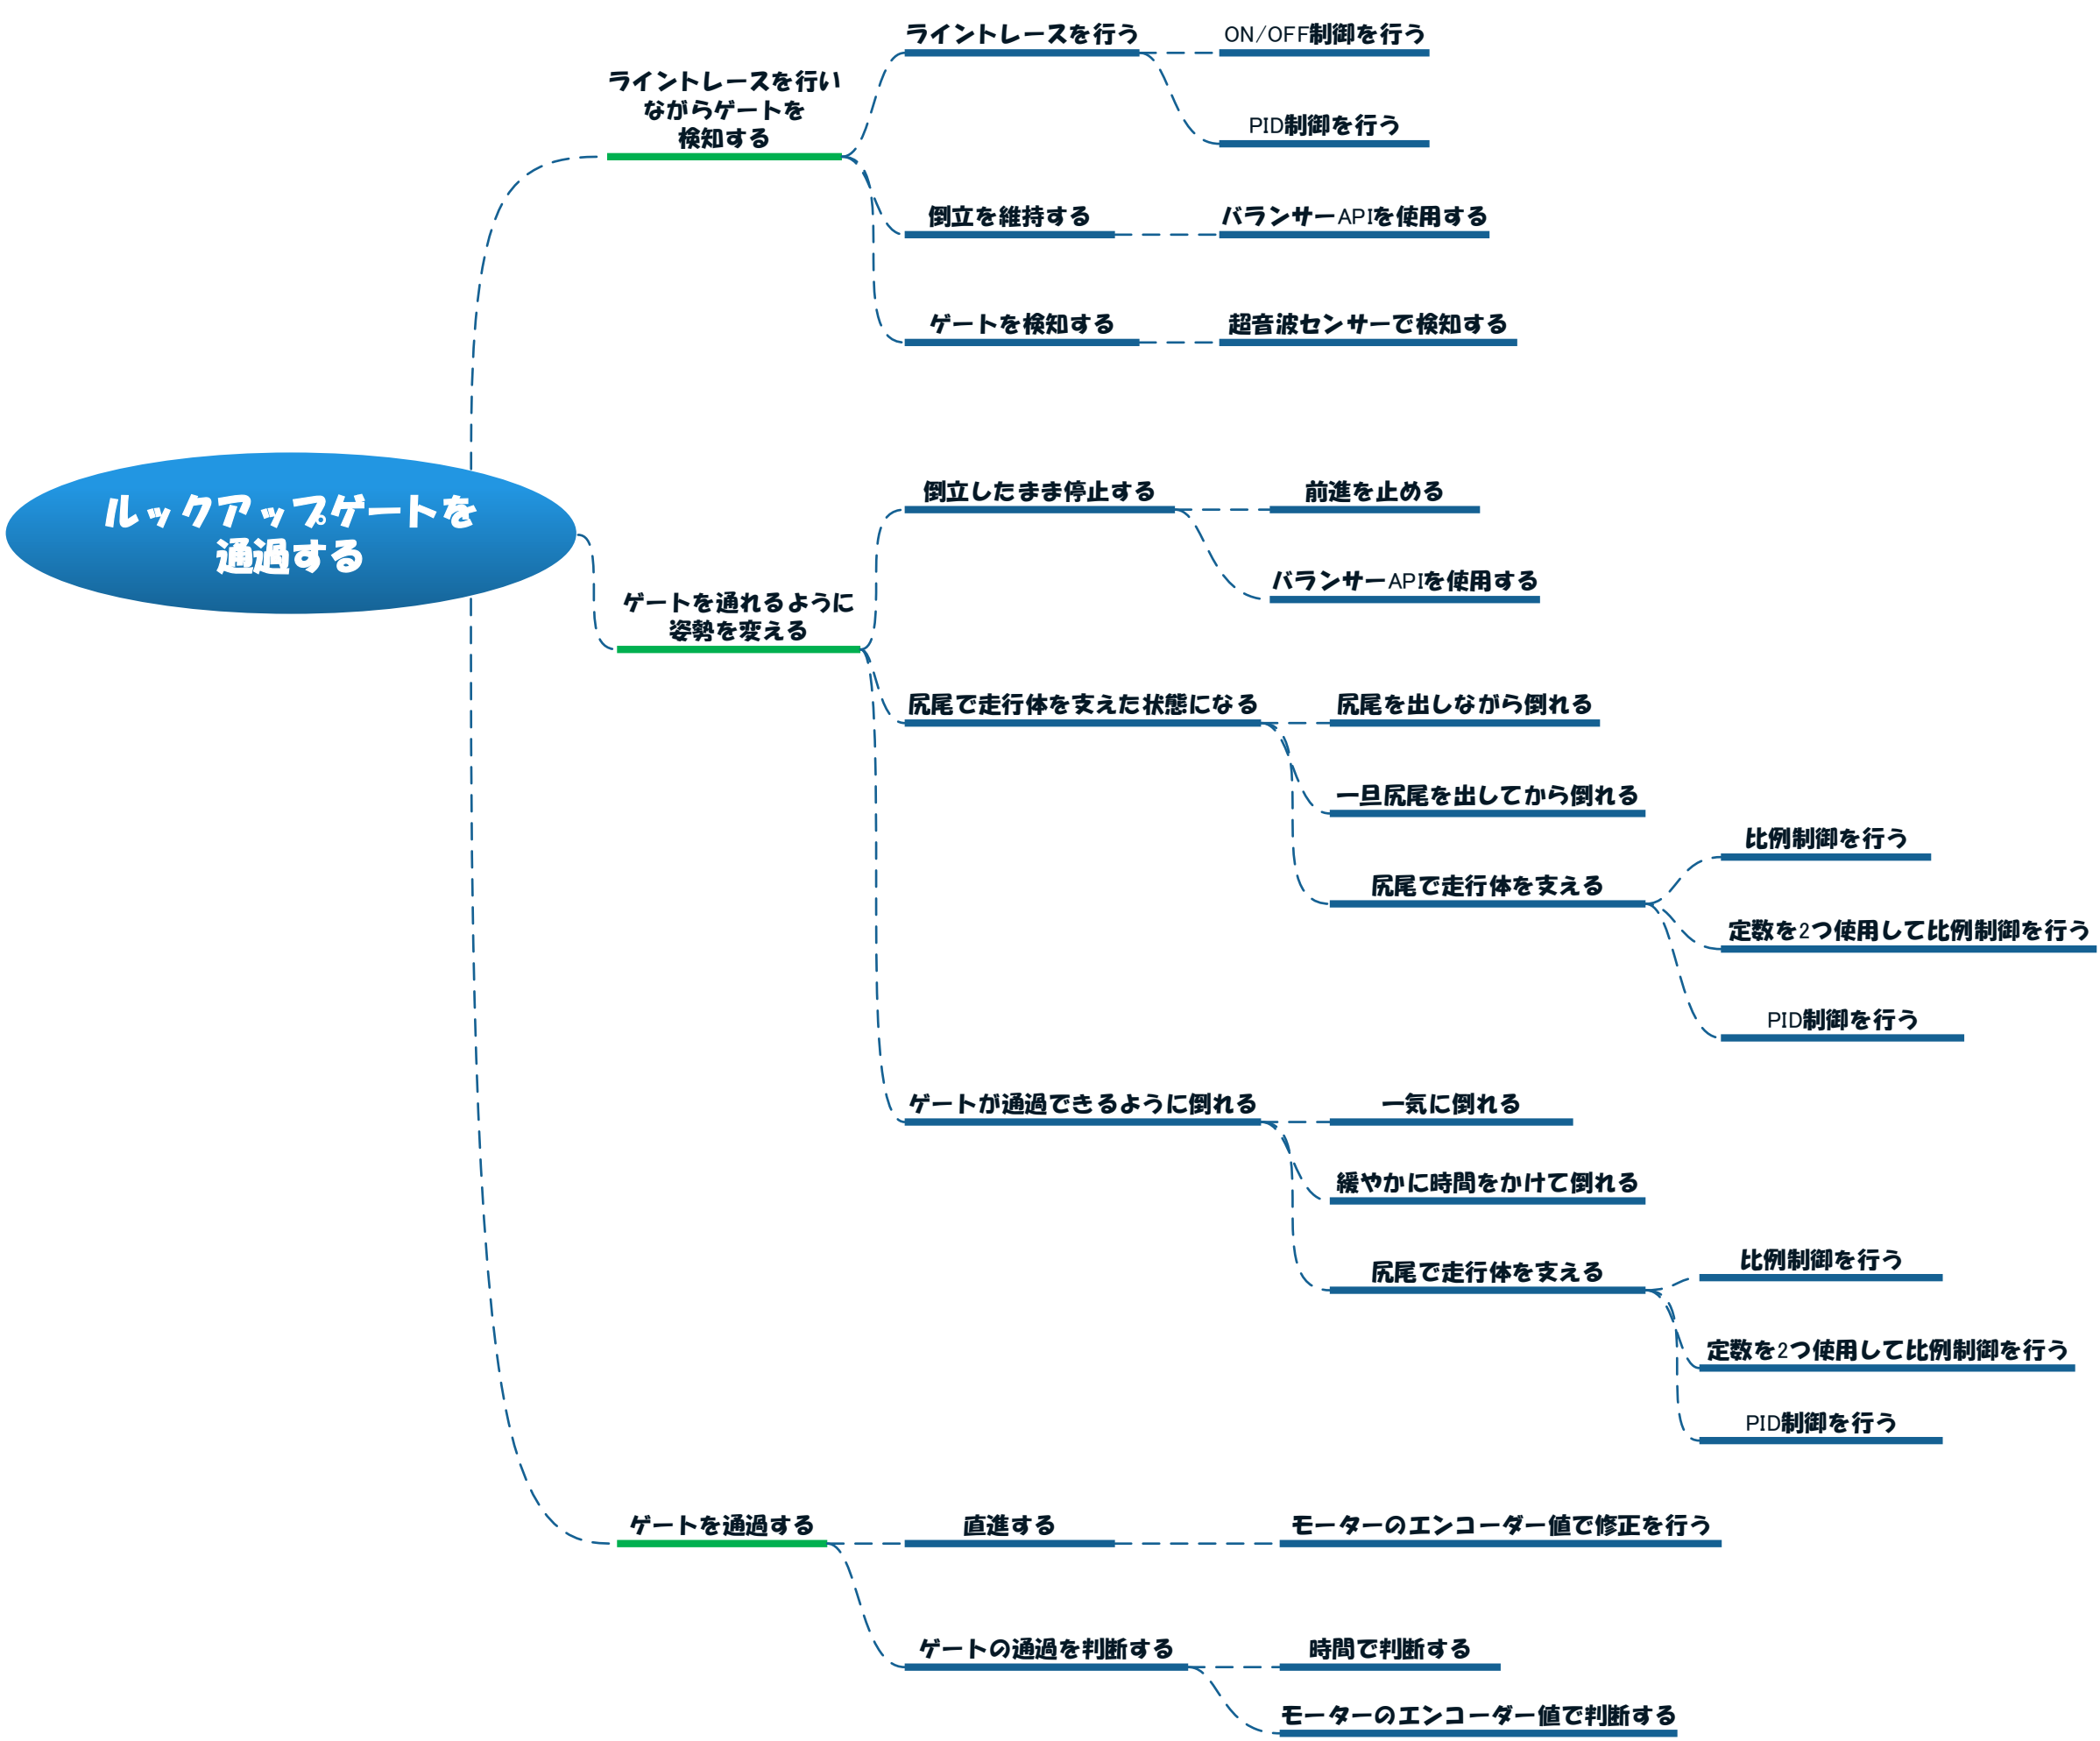 ルックアップゲートを
通過する
ライントレースを行い
ながらゲートを
検知する
ライントレースを行う
ON/OFF制御を行う
PID制御を行う
倒立を維持する
バランサーAPIを使用する
ゲートを検知する
超音波センサーで検知する
ゲートを通れるように
姿勢を変える
倒立したまま停止する
前進を止める
バランサーAPIを使用する
尻尾で走行体を支えた状態になる
尻尾を出しながら倒れる
一旦尻尾を出してから倒れる
尻尾で走行体を支える
比例制御を行う
定数を2つ使用して比例制御を行う
PID制御を行う
ゲートが通過できるように倒れる
一気に倒れる
緩やかに時間をかけて倒れる
尻尾で走行体を支える
比例制御を行う
定数を2つ使用して比例制御を行う
PID制御を行う
ゲートを通過する
直進する
モーターのエンコーダー値で修正を行う
ゲートの通過を判断する
時間で判断する
モーターのエンコーダー値で判断する